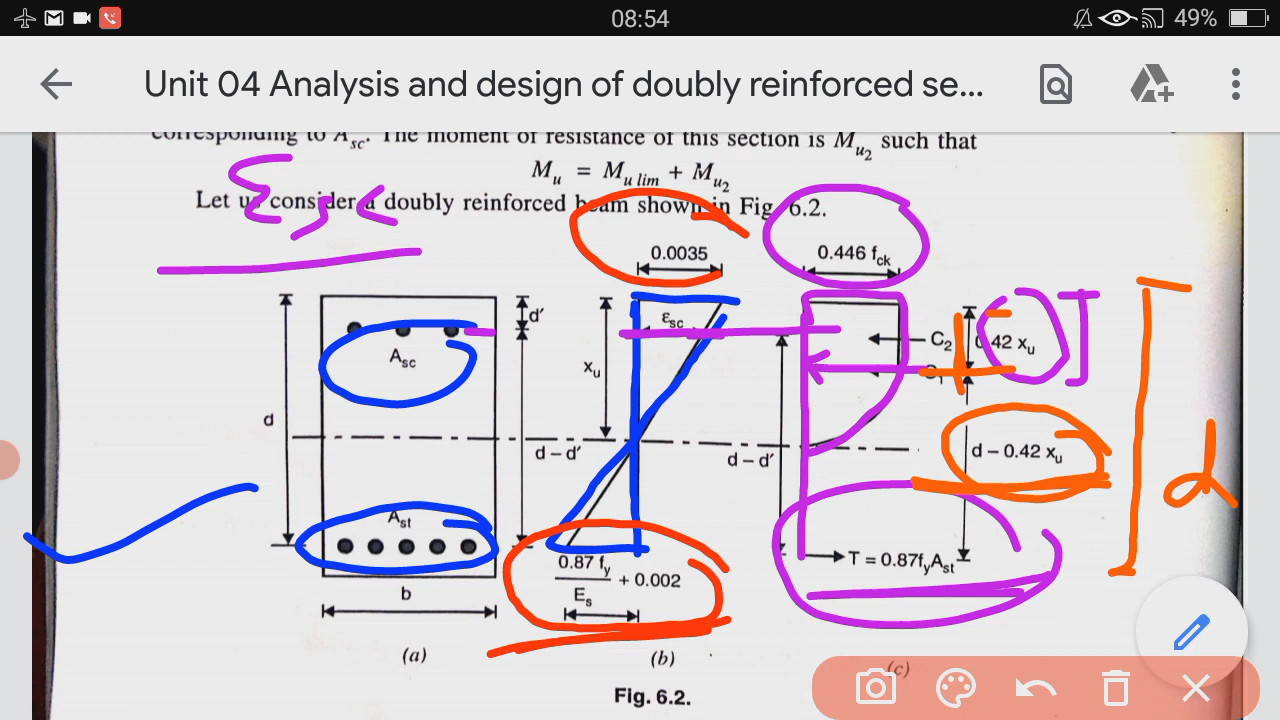 08:54
49%
Unit 04 Analysis and design of doubly reinforced se...
corresponding to Asc. The moment of resistance of this section is Mu2 such that
Mu = Mu lim + Mu2
Let us consider a doubly reinforced beam shown in Fig. 6.2.
Esc
0.0035
0.446 fck
d'
εsc
C2
0.42 xu
Asc
xu
C1
d
d – d'
d – d'
d – 0.42 xu
d
Ast
0.87 fy
Es
+ 0.002
T = 0.87fyAst
b
(a)
(b)
(c)
Fig. 6.2.